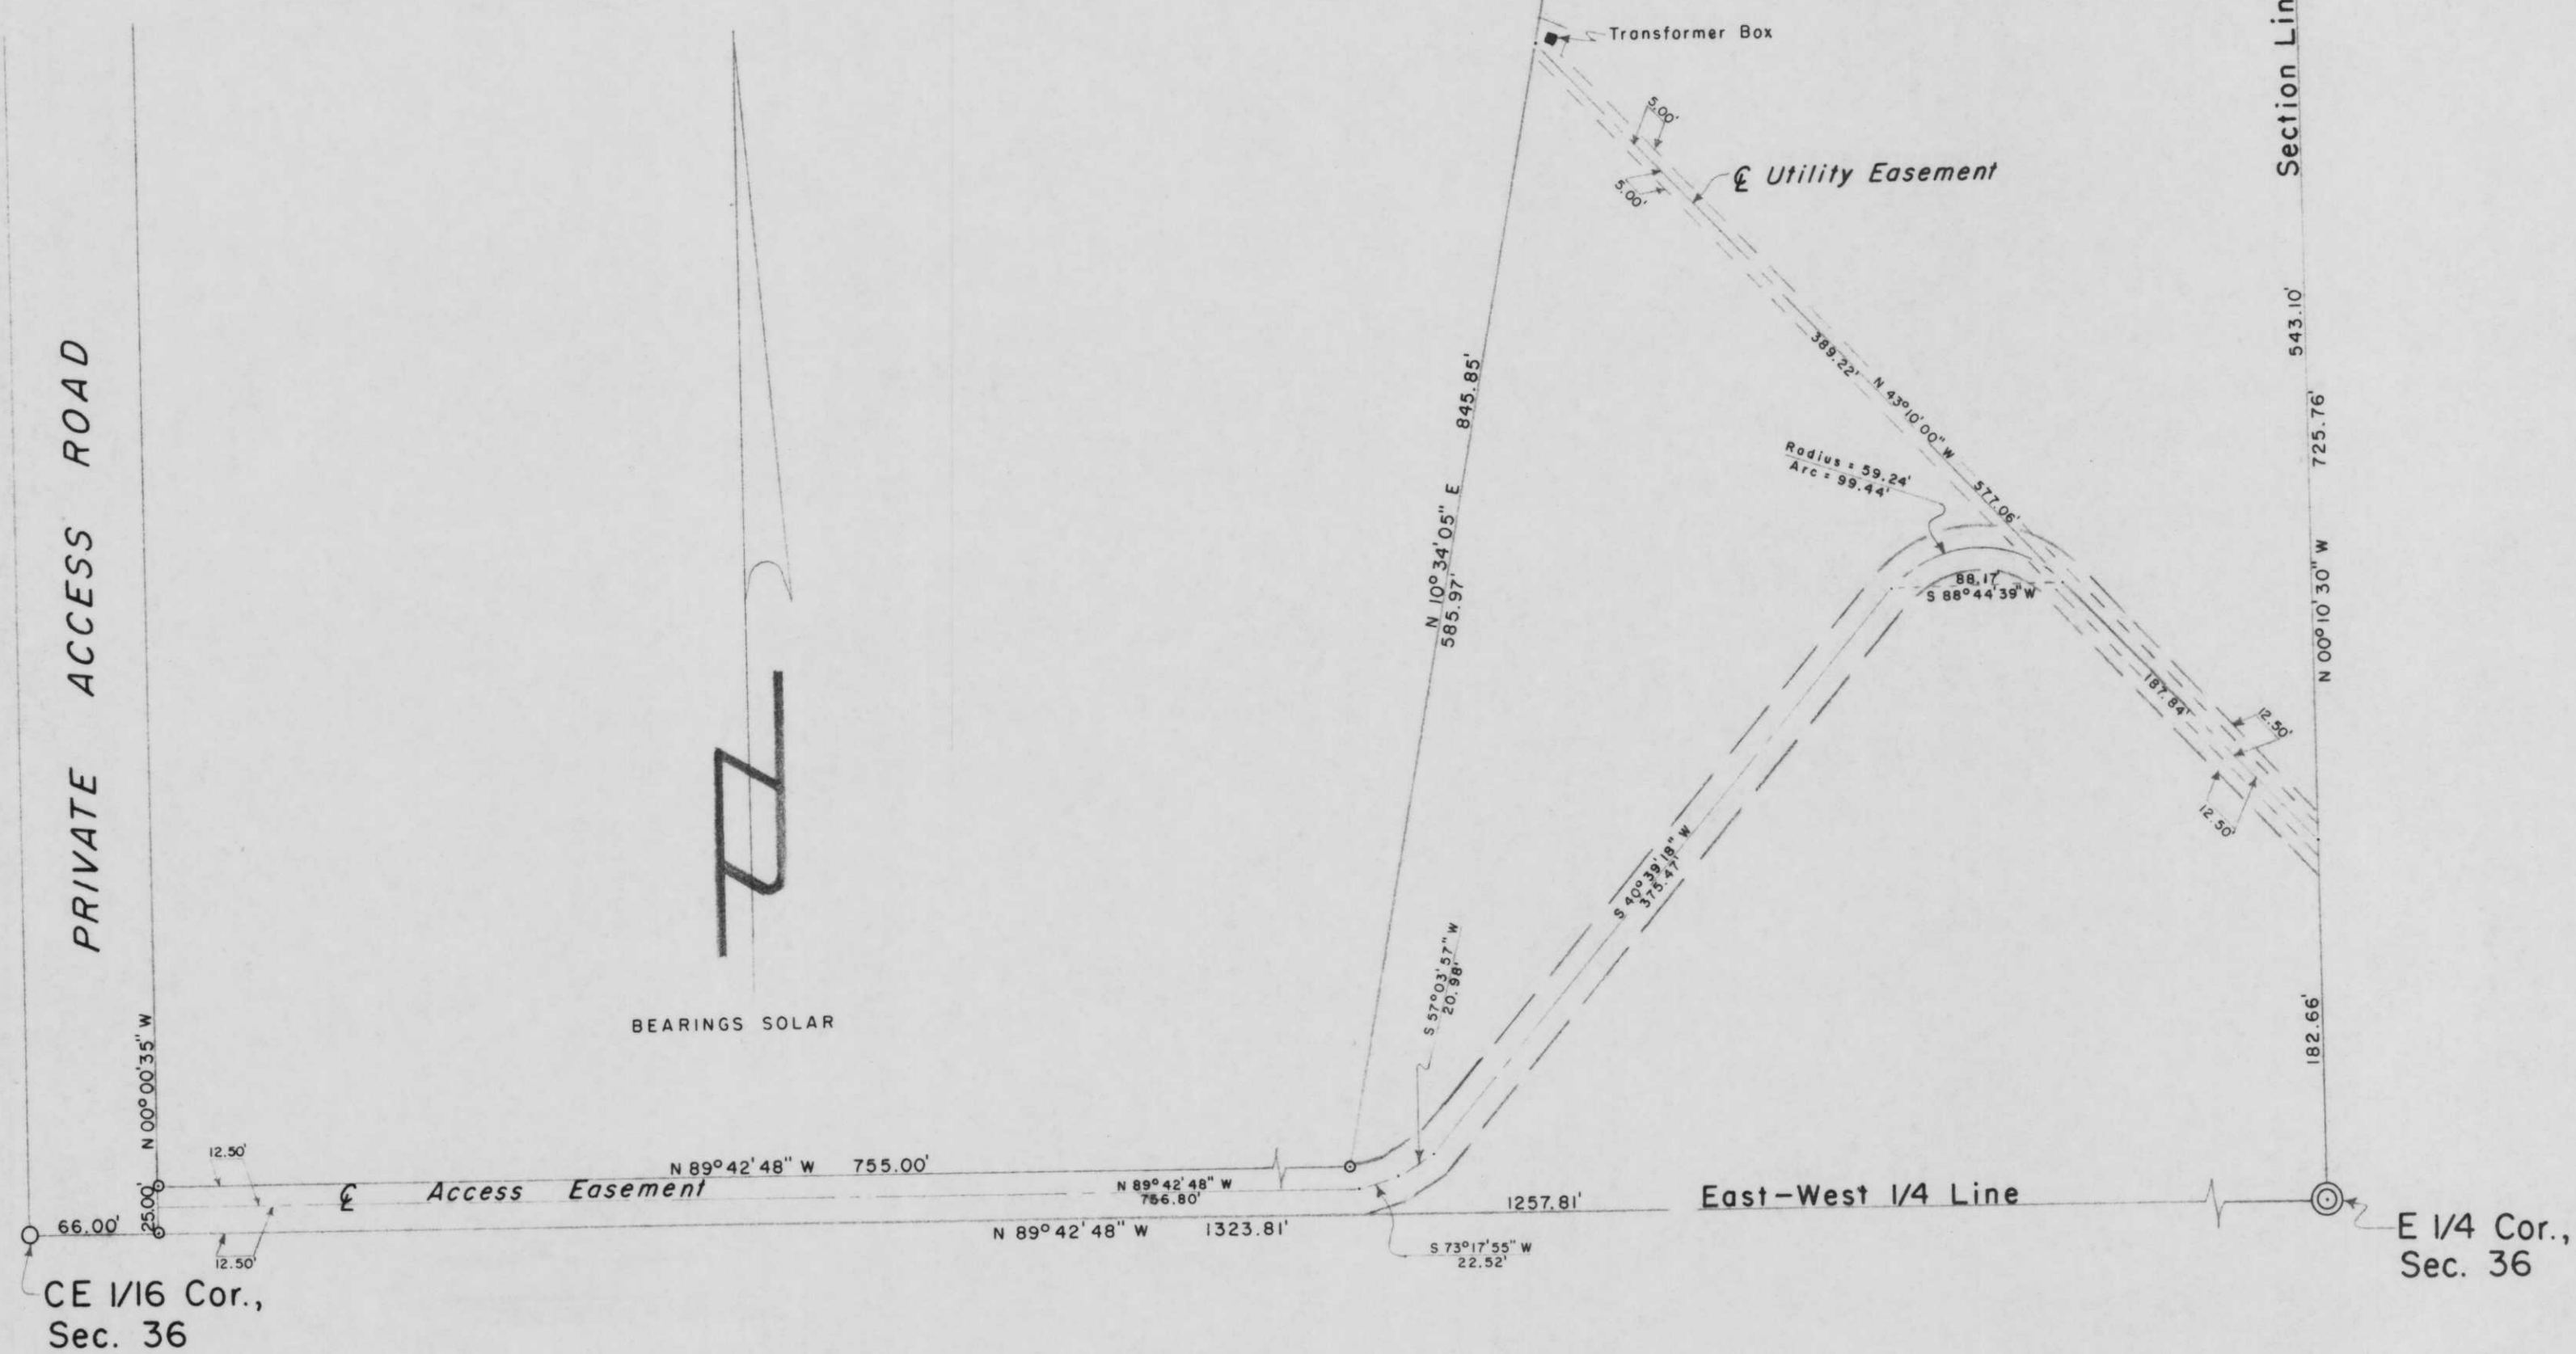 Transformer Box
Section Lin
5.00'
5.00'
℄ Utility Easement
543.10'
845.85'
389.22'
N 43°10'00" W
577.06'
725.76'
Radius = 59.24'
Arc = 99.44'
N 10°34'05" E
585.97'
88.17'
S 88°44'39" W
N 00°10'30" W
187.84'
12.50'
12.50'
PRIVATE ACCESS ROAD
S 40°39'18" W
375.47'
S 57°03'57" W
20.98'
BEARINGS SOLAR
N 00°00'35" W
182.66'
12.50'
N 89°42'48" W 755.00'
℄ Access Easement
N 89°42'48" W
756.80'
25.00'
66.00'
12.50'
N 89°42'48" W 1323.81'
1257.81'
East-West 1/4 Line
S 73°17'55" W
22.52'
E 1/4 Cor.,
Sec. 36
CE 1/16 Cor.,
Sec. 36